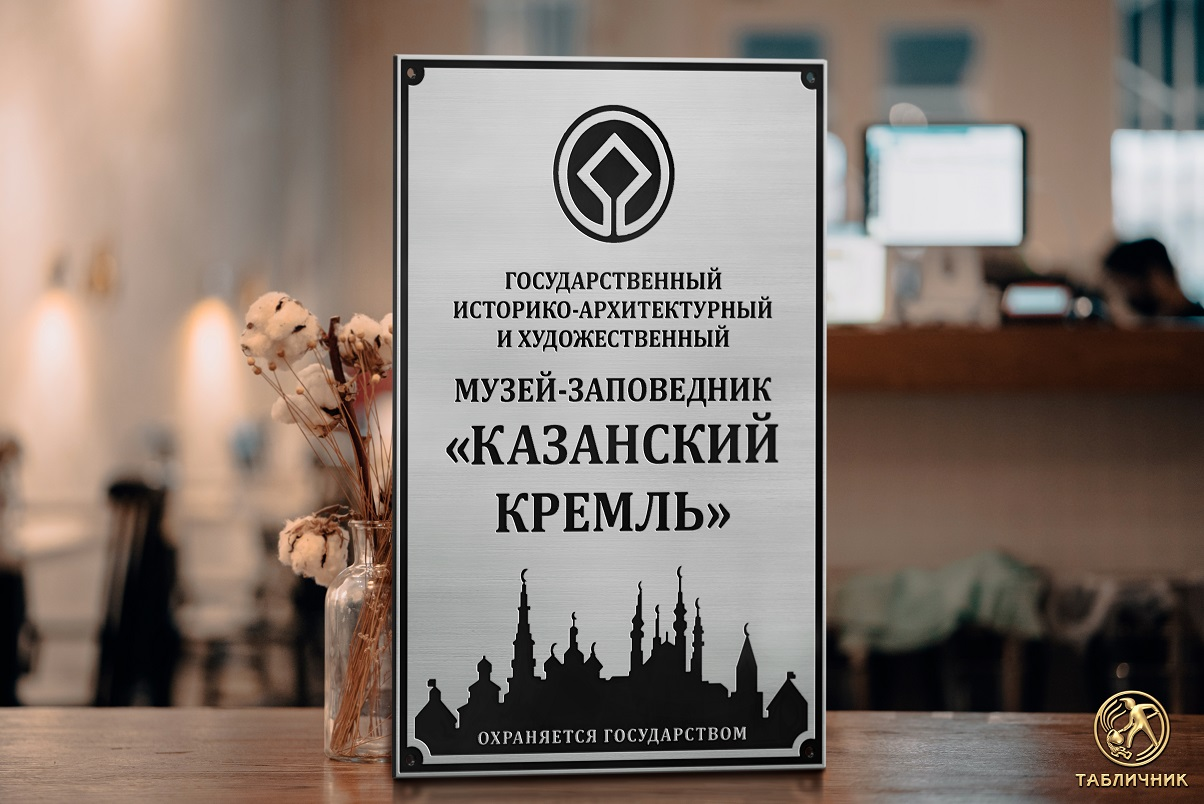 ГОСУДАРСТВЕННЫЙ
ИСТОРИКО-АРХИТЕКТУРНЫЙ
И ХУДОЖЕСТВЕННЫЙ
МУЗЕЙ-ЗАПОВЕДНИК
«КАЗАНСКИЙ
КРЕМЛЬ»
ОХРАНЯЕТСЯ ГОСУДАРСТВОМ
ТАБЛИЧНИК